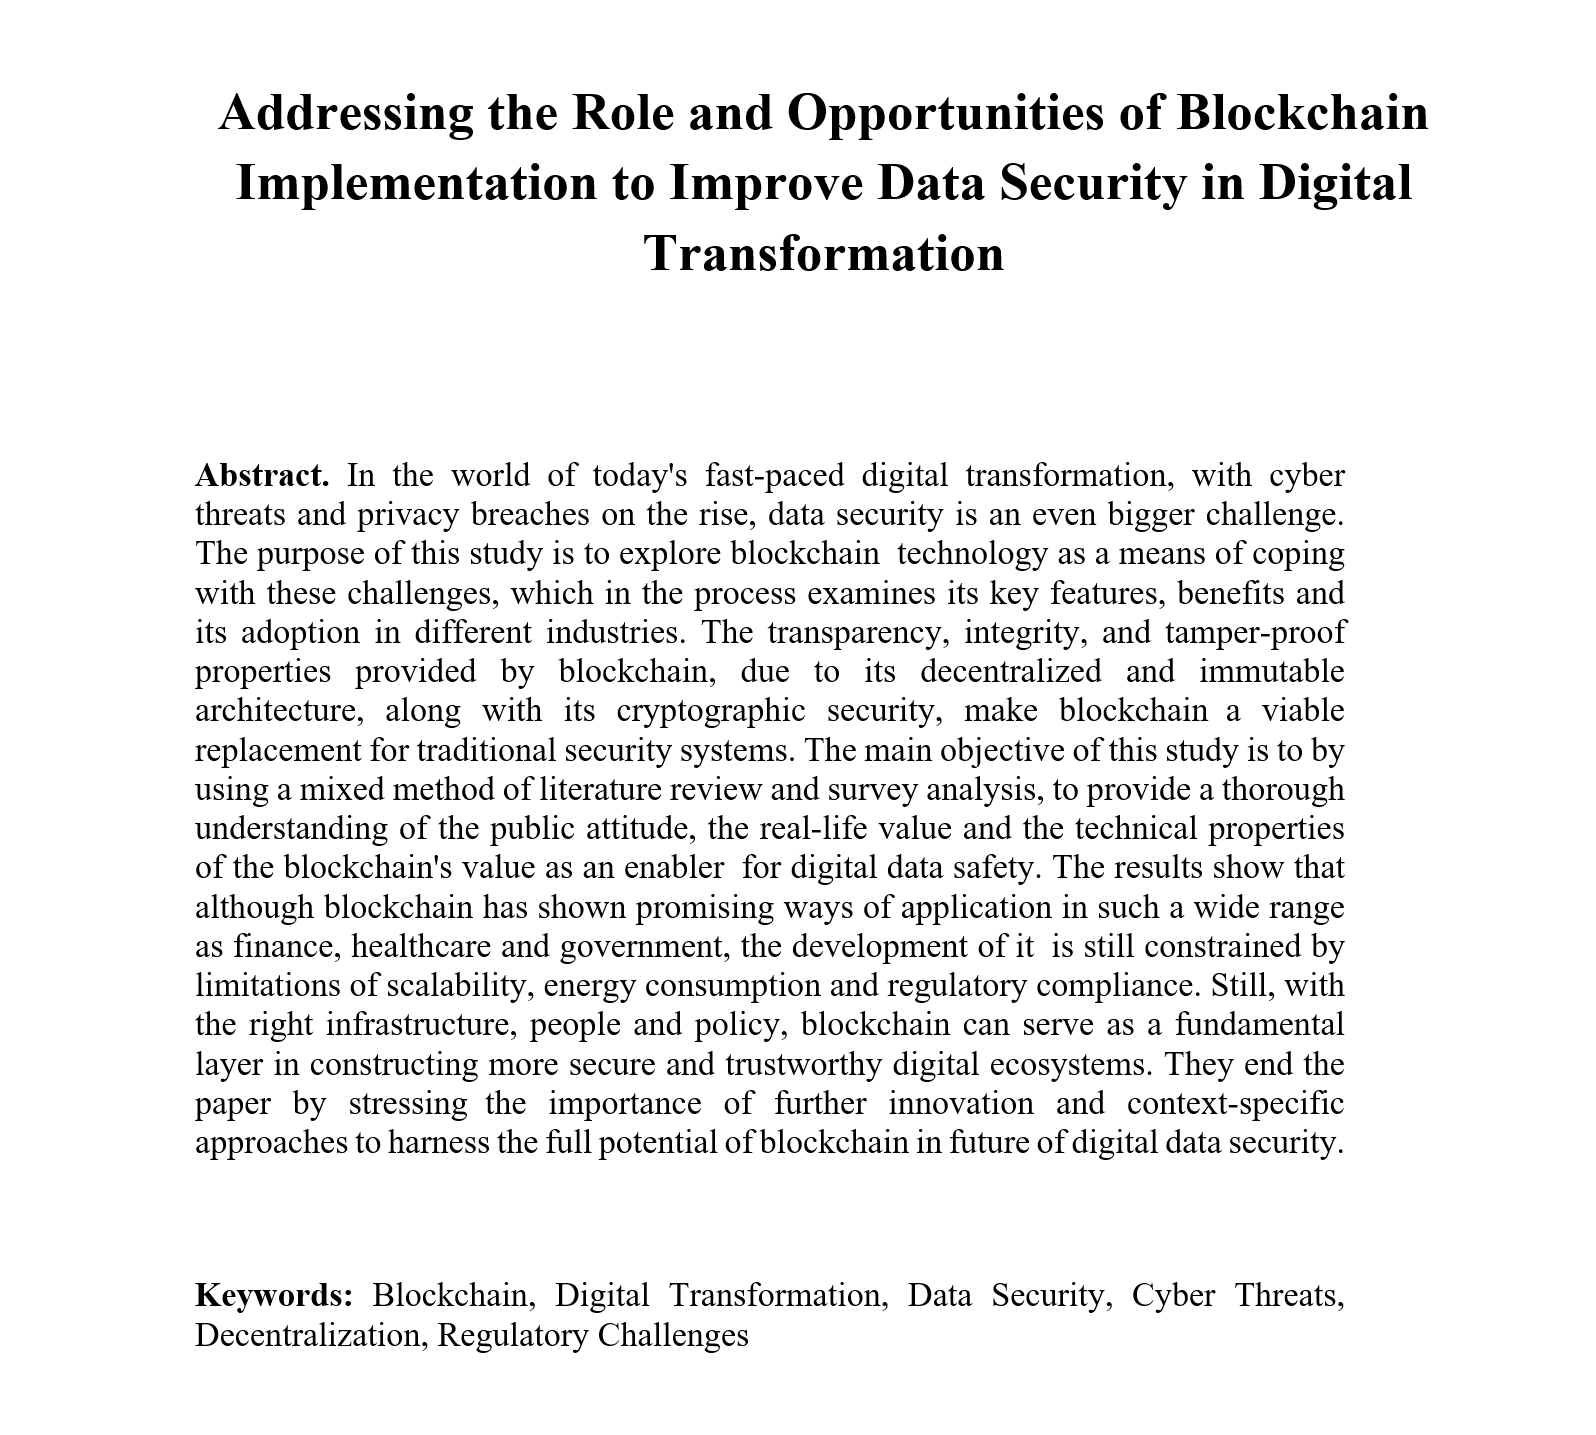 Addressing the Role and Opportunities of Blockchain
Implementation to Improve Data Security in Digital
Transformation
Abstract. In the world of today's fast-paced digital transformation, with cyber
threats and privacy breaches on the rise, data security is an even bigger challenge.
The purpose of this study is to explore blockchain  technology as a means of coping
with these challenges, which in the process examines its key features, benefits and
its adoption in different industries. The transparency, integrity, and tamper-proof
properties provided by blockchain, due to its decentralized and immutable
architecture, along with its cryptographic security, make blockchain a viable
replacement for traditional security systems. The main objective of this study is to by
using a mixed method of literature review and survey analysis, to provide a thorough
understanding of the public attitude, the real-life value and the technical properties
of the blockchain's value as an enabler  for digital data safety. The results show that
although blockchain has shown promising ways of application in such a wide range
as finance, healthcare and government, the development of it  is still constrained by
limitations of scalability, energy consumption and regulatory compliance. Still, with
the right infrastructure, people and policy, blockchain can serve as a fundamental
layer in constructing more secure and trustworthy digital ecosystems. They end the
paper by stressing the importance of further innovation and context-specific
approaches to harness the full potential of blockchain in future of digital data security.
Keywords: Blockchain, Digital Transformation, Data Security, Cyber Threats,
Decentralization, Regulatory Challenges